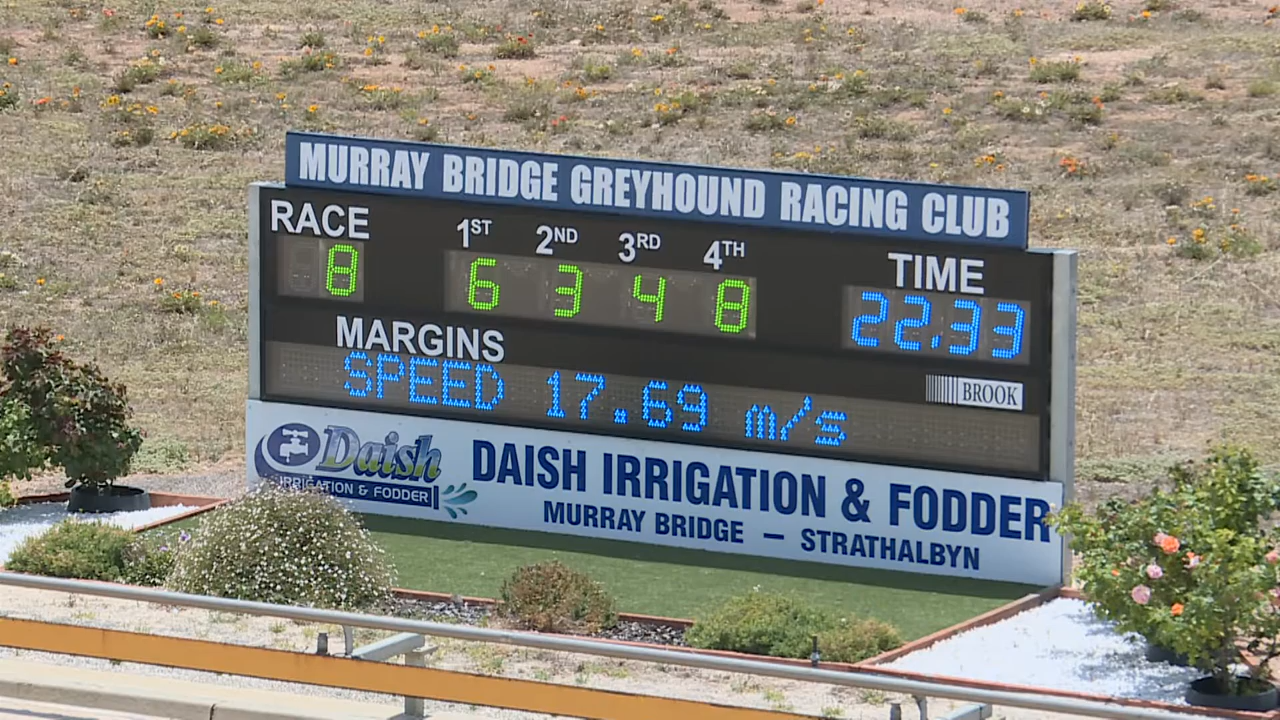 MURRAY BRIDGE GREYHOUND RACING CLUB
RACE 1ST 2ND 3RD 4TH TIME
8 6 3 4 8 22.33
MARGINS
SPEED 17.69 m/s
BROOK
Daish
IRRIGATION & FODDER
DAISH IRRIGATION & FODDER
MURRAY BRIDGE – STRATHALBYN